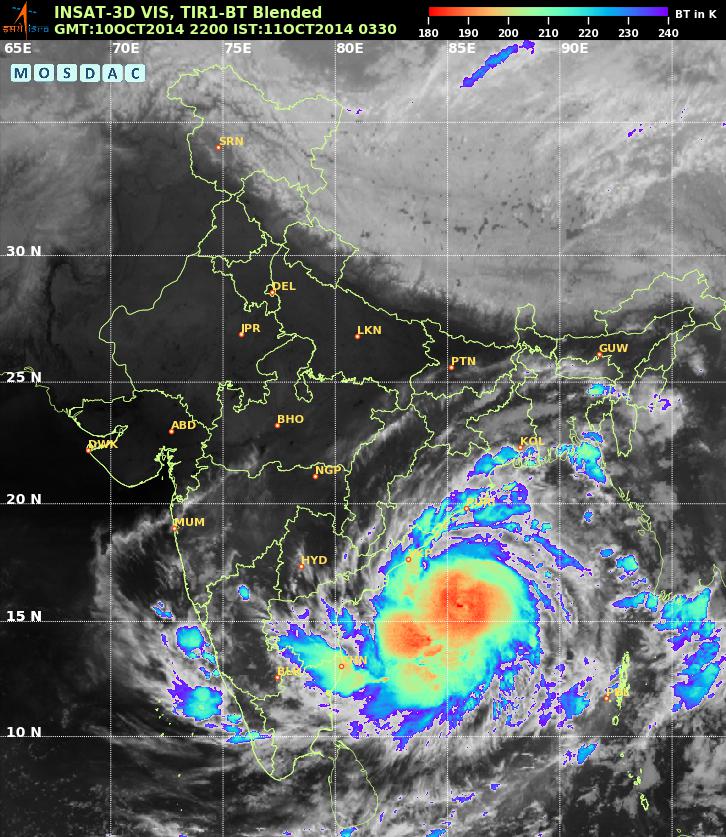 INSAT-3D VIS, TIR1-BT Blended
GMT:10OCT2014 2200 IST:11OCT2014 0330
BT in K
180 190 200 210 220 230 240
65E 70E 75E 80E 85E 90E
MOSDAC
SRN
30 N
DEL
JPR
LKN
GUW
PTN
25 N
ABD
BHO
DWK
KOL
NGP
20 N
MUM
HYD
15 N
10 N